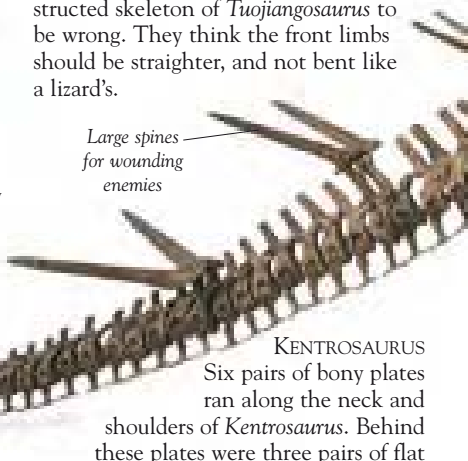 structed skeleton of Tuojiangosaurus to
be wrong. They think the front limbs
should be straighter, and not bent like
a lizard's.
Large spines
for wounding
enemies
KENTROSAURUS
Six pairs of bony plates
ran along the neck and
shoulders of Kentrosaurus. Behind
these plates were three pairs of flat